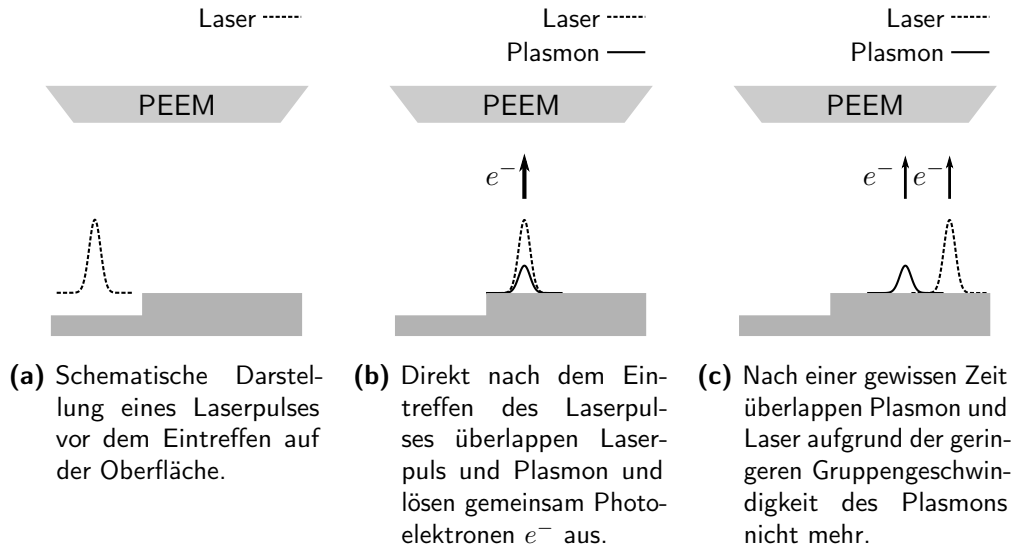 Laser
PEEM
(a) Schematische Darstel-
lung eines Laserpulses
vor dem Eintreffen auf
der Oberfläche.
Laser
Plasmon
PEEM
e⁻
(b) Direkt nach dem Ein-
treffen des Laserpul-
ses überlappen Laser-
puls und Plasmon und
lösen gemeinsam Photo-
elektronen e⁻ aus.
Laser
Plasmon
PEEM
e⁻ e⁻
(c) Nach einer gewissen Zeit
überlappen Plasmon und
Laser aufgrund der gerin-
geren Gruppengeschwin-
digkeit des Plasmons
nicht mehr.